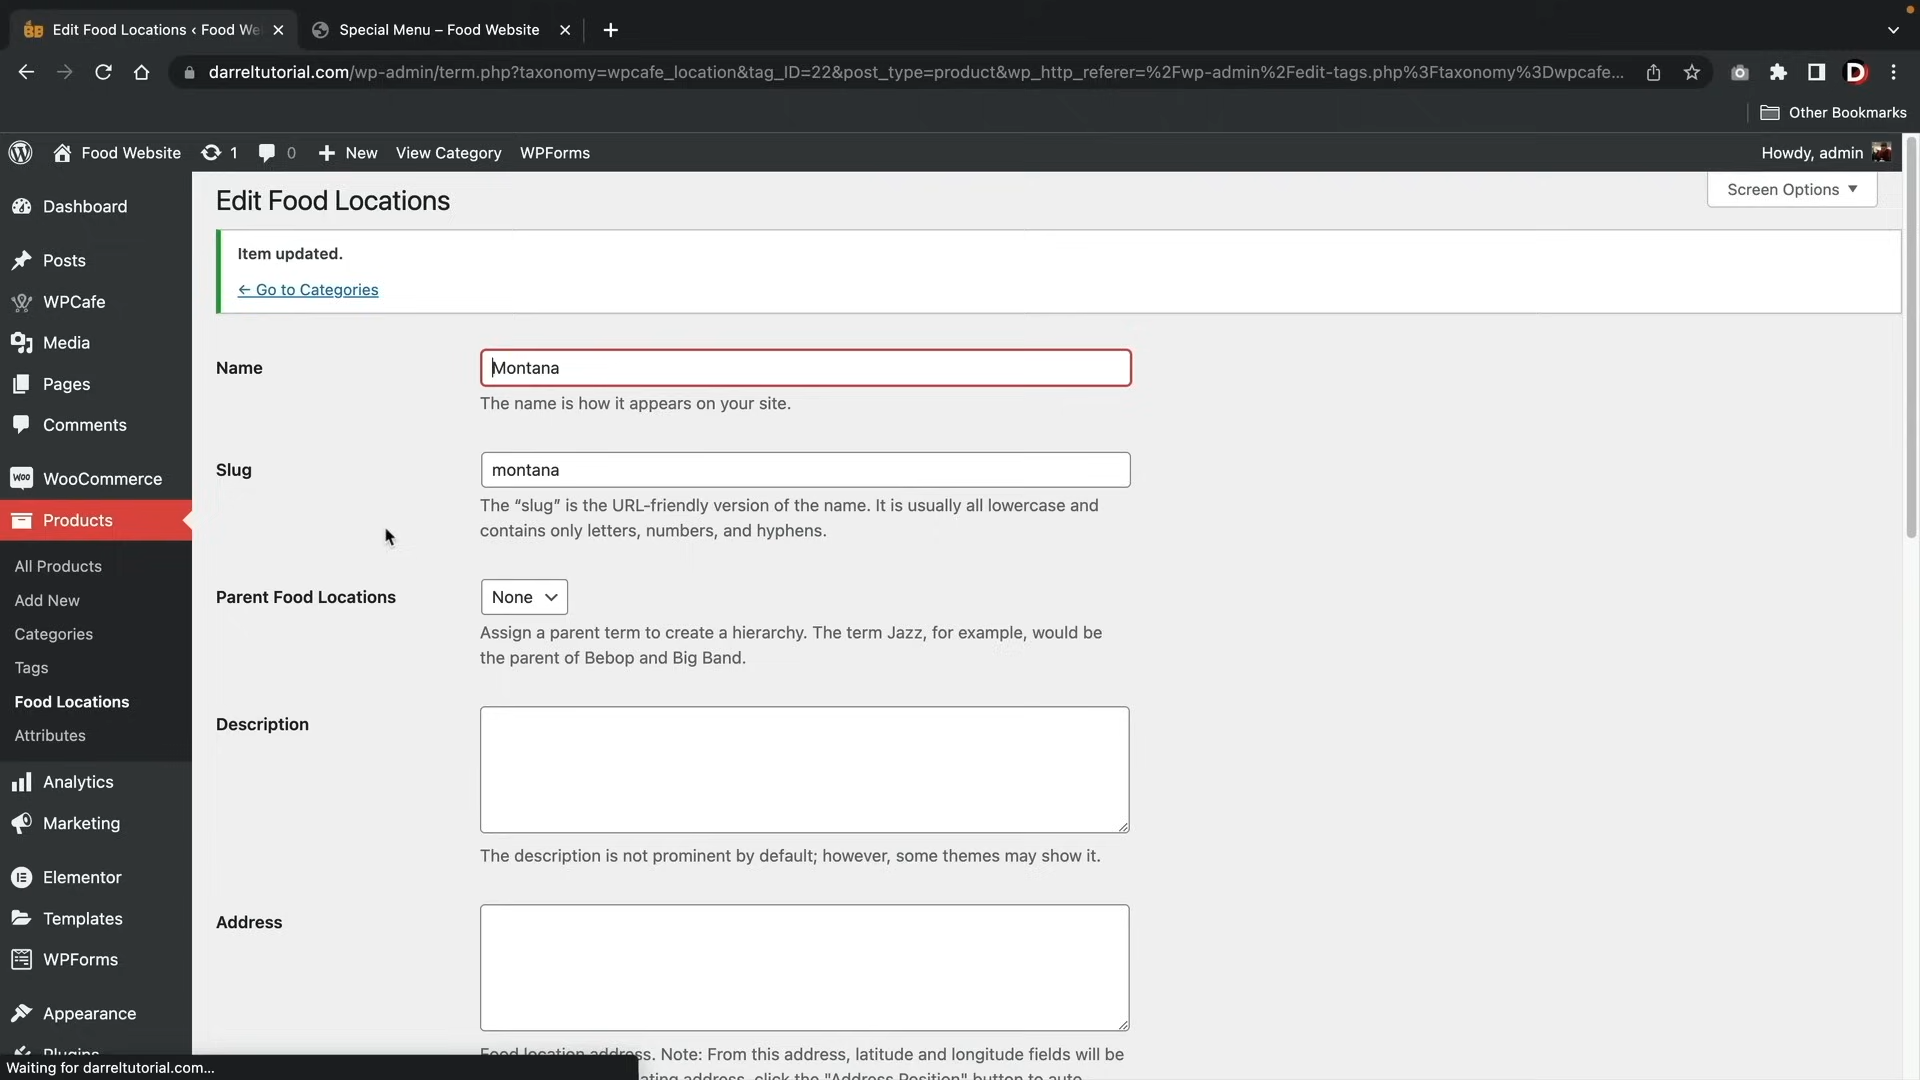 Edit Food Locations ‹ Food We
Special Menu – Food Website
darreltutorial.com/wp-admin/term.php?taxonomy=wpcafe_location&tag_ID=22&post_type=product&wp_http_referer=%2Fwp-admin%2Fedit-tags.php%3Ftaxonomy%3Dwpcafe...
D
Other Bookmarks
Food Website
1
0
New
View Category
WPForms
Howdy, admin
Dashboard
Posts
WPCafe
Media
Pages
Comments
WooCommerce
Products
All Products
Add New
Categories
Tags
Food Locations
Attributes
Analytics
Marketing
Elementor
Templates
WPForms
Appearance
Plugins
Edit Food Locations
Screen Options
Item updated.
← Go to Categories
Name
Montana
The name is how it appears on your site.
Slug
montana
The “slug” is the URL-friendly version of the name. It is usually all lowercase and
contains only letters, numbers, and hyphens.
Parent Food Locations
None
Assign a parent term to create a hierarchy. The term Jazz, for example, would be
the parent of Bebop and Big Band.
Description
The description is not prominent by default; however, some themes may show it.
Address
Food location address. Note: From this address, latitude and longitude fields will be
address, click the "Address Position" button to auto
Waiting for darreltutorial.com...